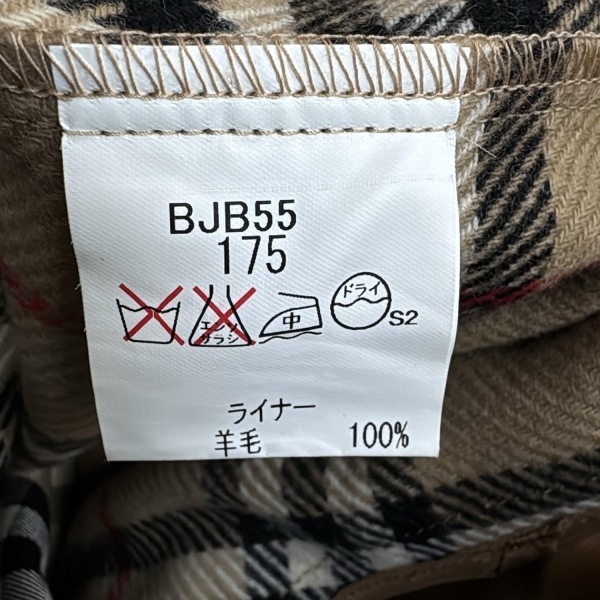 BJB55
175
エンソ
サラシ
中
ドライ
S2
ライナー
羊毛 100%